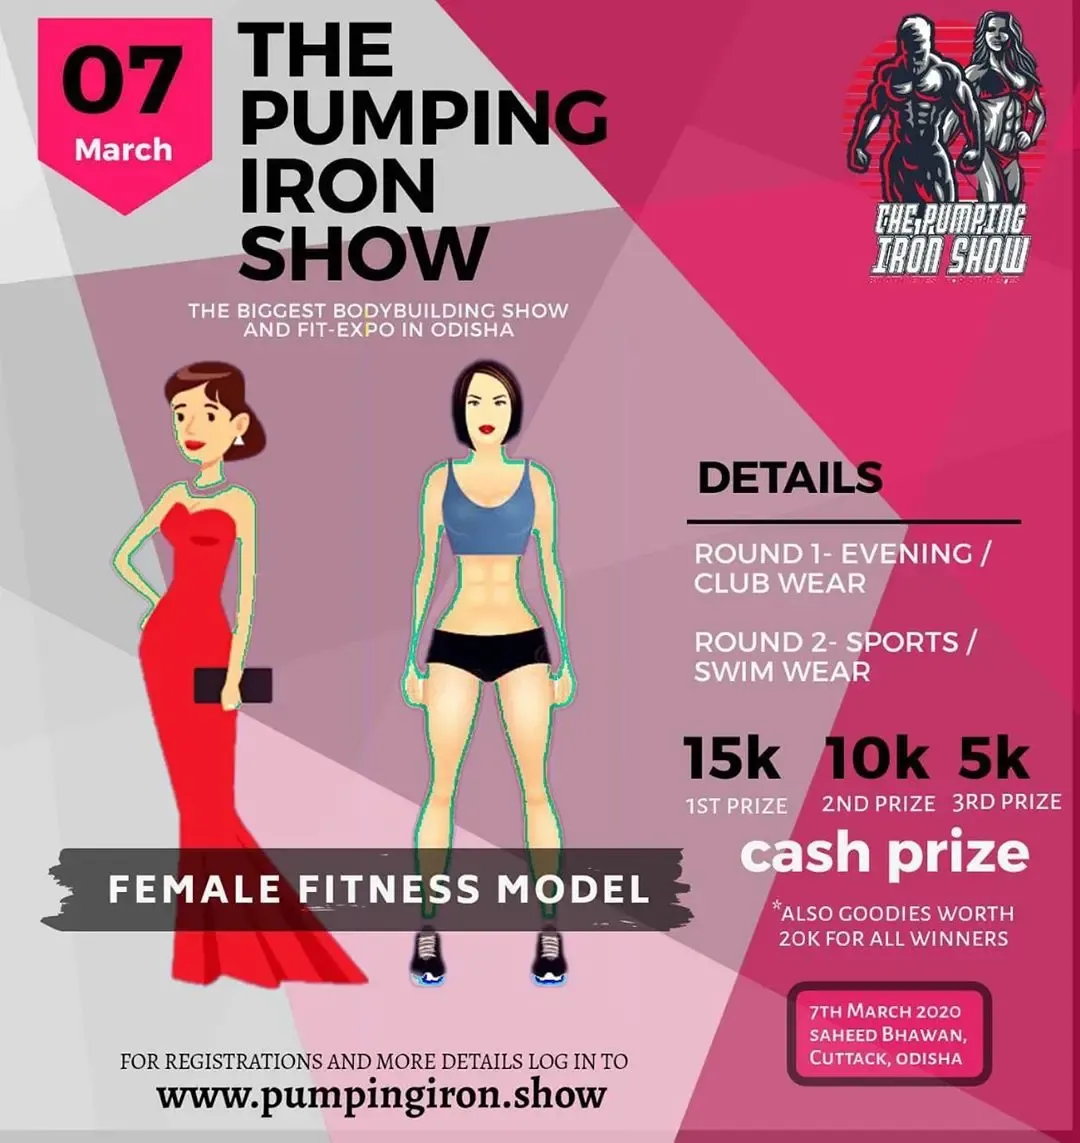 07
March
THE
PUMPING
IRON
SHOW
THE BIGGEST BODYBUILDING SHOW
AND FIT-EXPO IN ODISHA
THE PUMPING
IRON SHOW
DETAILS
ROUND 1- EVENING /
CLUB WEAR
ROUND 2- SPORTS /
SWIM WEAR
15k 10k 5k
1ST PRIZE 2ND PRIZE 3RD PRIZE
cash prize
*ALSO GOODIES WORTH
20K FOR ALL WINNERS
FEMALE FITNESS MODEL
7TH MARCH 2020
SAHEED BHAWAN,
CUTTACK, ODISHA
FOR REGISTRATIONS AND MORE DETAILS LOG IN TO
www.pumpingiron.show